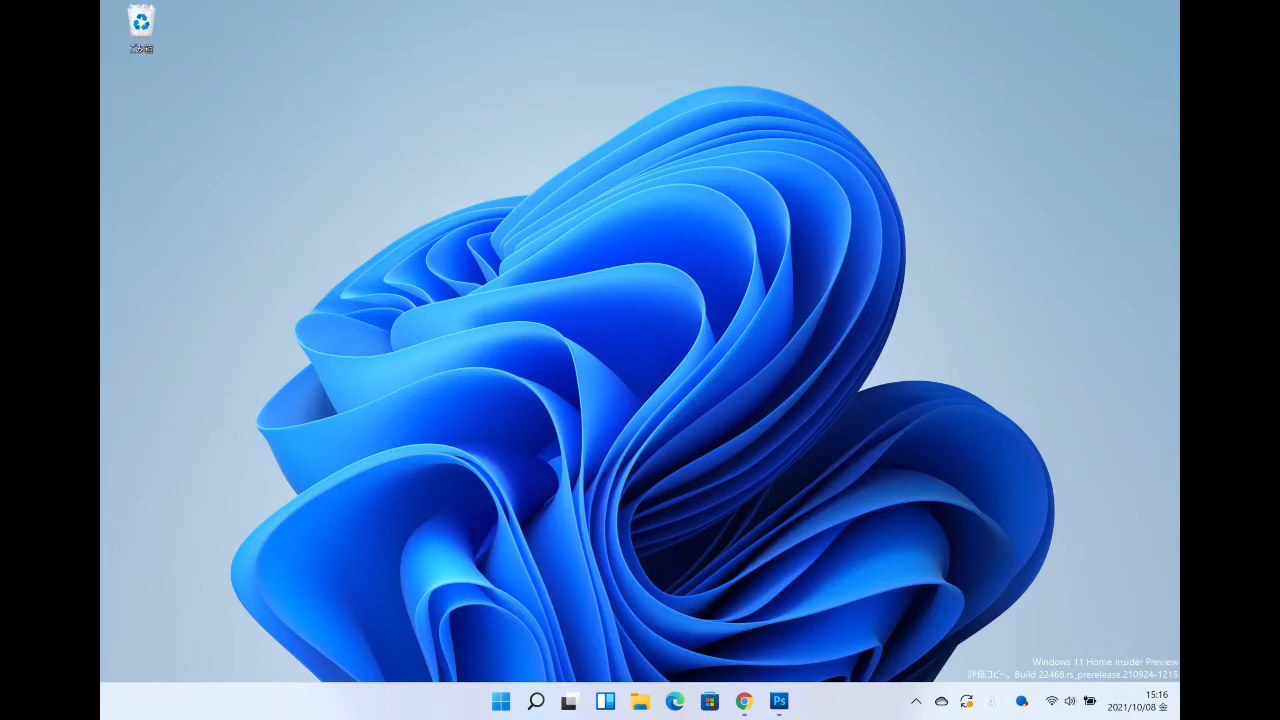 ごみ箱
Windows 11 Home Insider Preview
評価コピー。Build 22468.rs_prerelease.210924-1215
Ps
15:16
2021/10/08 金